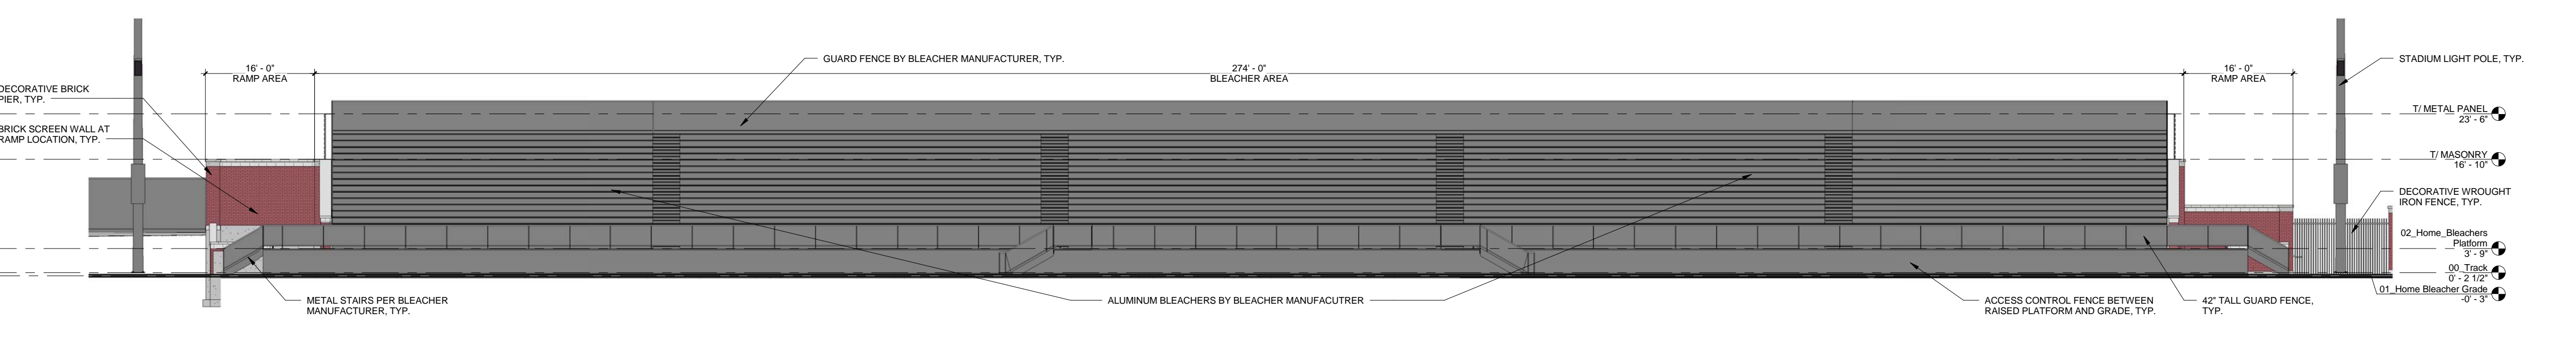 GUARD FENCE BY BLEACHER MANUFACTURER, TYP.
STADIUM LIGHT POLE, TYP.
16' - 0"
RAMP AREA
274' - 0"
BLEACHER AREA
16' - 0"
RAMP AREA
DECORATIVE BRICK
PIER, TYP.
T/ METAL PANEL
23' - 6"
BRICK SCREEN WALL AT
RAMP LOCATION, TYP.
T/ MASONRY
16' - 10"
DECORATIVE WROUGHT
IRON FENCE, TYP.
02_Home_Bleachers
Platform
3' - 9"
00_Track
0' - 2 1/2"
01_Home Bleacher Grade
-0' - 3"
METAL STAIRS PER BLEACHER
MANUFACTURER, TYP.
ALUMINUM BLEACHERS BY BLEACHER MANUFACUTRER
ACCESS CONTROL FENCE BETWEEN
RAISED PLATFORM AND GRADE, TYP.
42" TALL GUARD FENCE,
TYP.